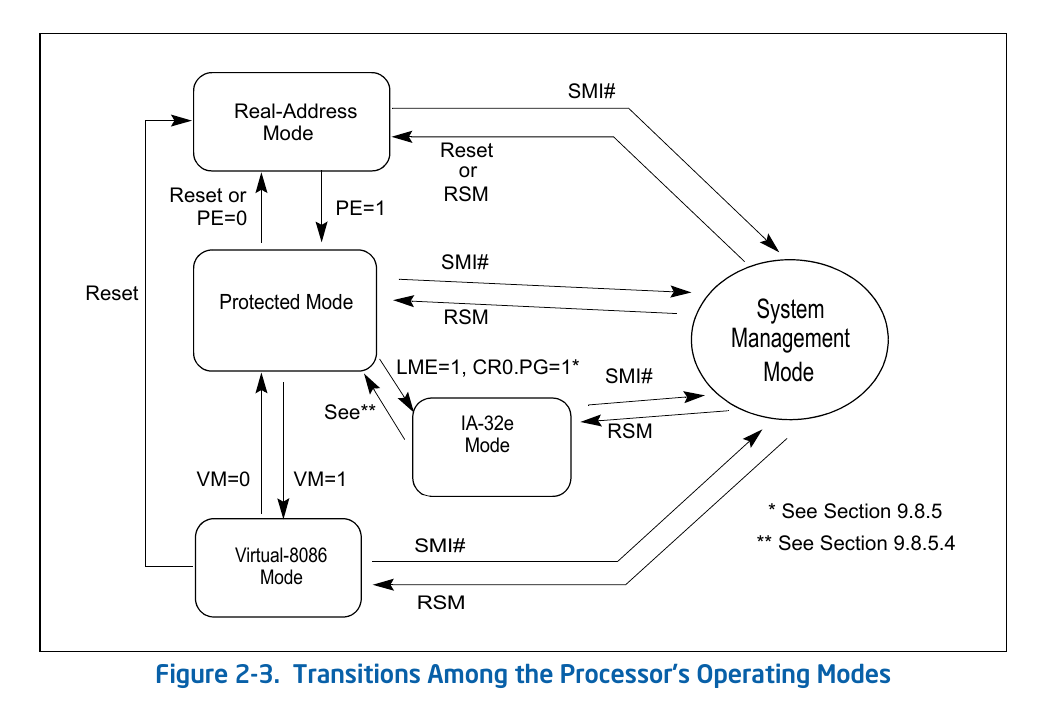 SMI#
Real-Address
Mode
Reset
or
RSM
Reset or
PE=0
PE=1
SMI#
Reset
Protected Mode
RSM
System
Management
Mode
LME=1, CR0.PG=1*
SMI#
See**
IA-32e
Mode
RSM
VM=0
VM=1
* See Section 9.8.5
** See Section 9.8.5.4
SMI#
Virtual-8086
Mode
RSM
Figure 2-3. Transitions Among the Processor’s Operating Modes